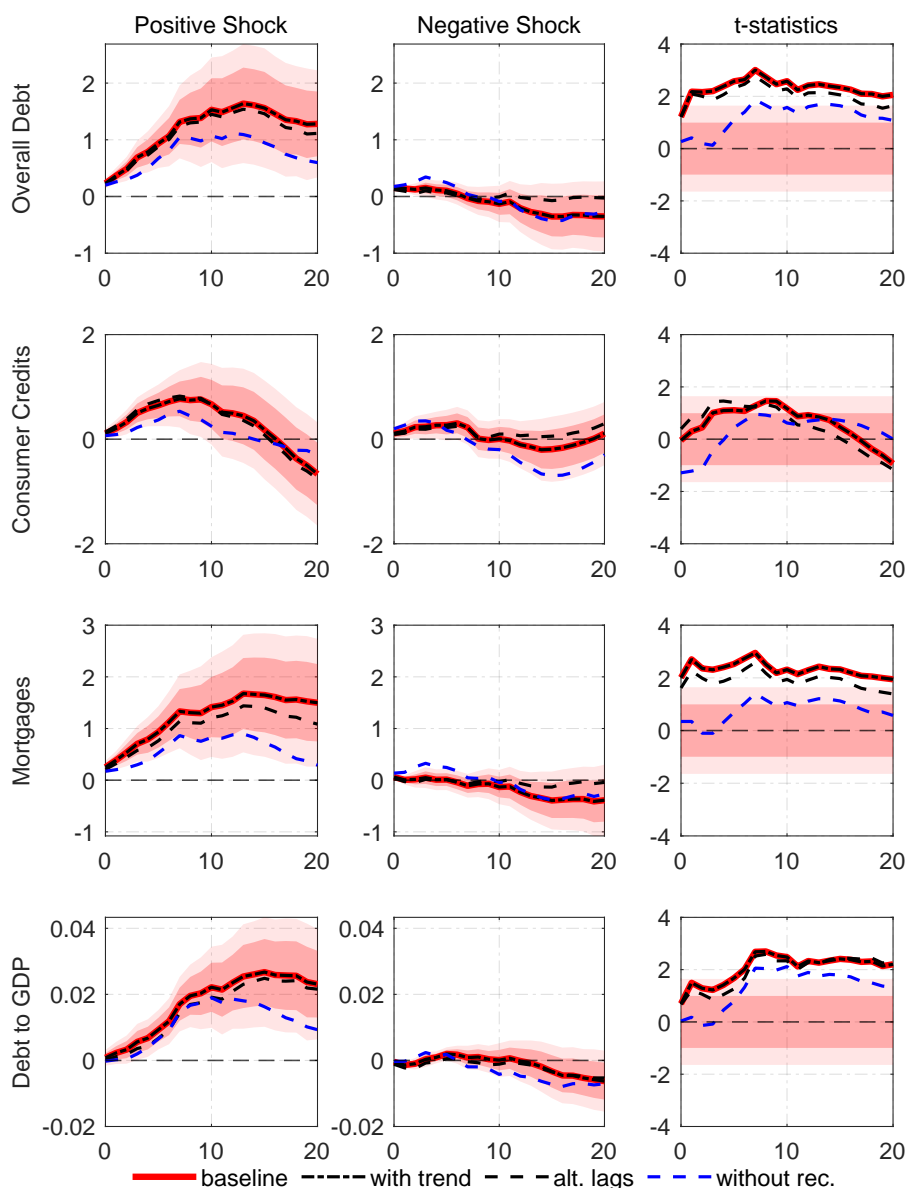 Positive Shock Negative Shock t-statistics
Overall Debt
2
1
0
-1
0 10 20
2
1
0
-1
0 10 20
4
2
0
-2
-4
0 10 20
Consumer Credits
2
0
-2
0 10 20
2
0
-2
0 10 20
4
2
0
-2
-4
0 10 20
Mortgages
3
2
1
0
-1
0 10 20
3
2
1
0
-1
0 10 20
4
2
0
-2
-4
0 10 20
Debt to GDP
0.04
0.02
0
-0.02
0 10 20
0.04
0.02
0
-0.02
0 10 20
4
2
0
-2
-4
0 10 20
baseline with trend alt. lags without rec.